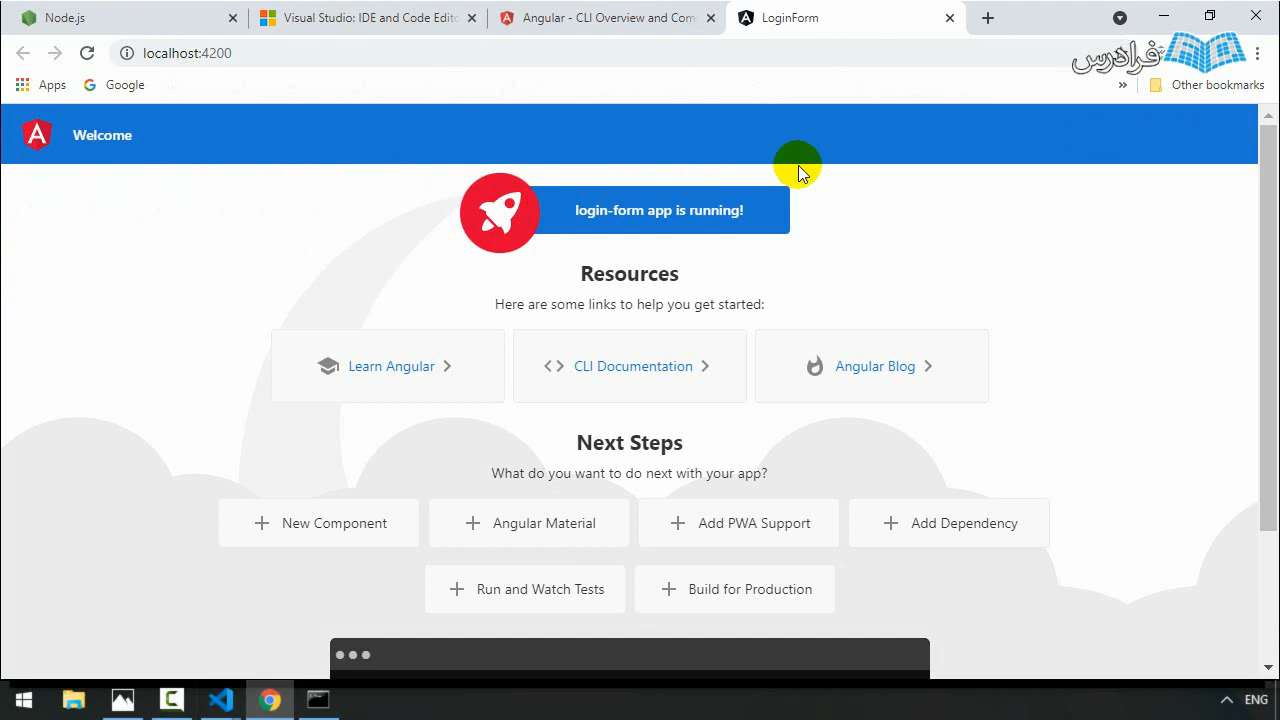 Node.js
Visual Studio: IDE and Code Edito
Angular - CLI Overview and Com
LoginForm
localhost:4200
فرادرس
Apps
Google
»
Other bookmarks
Welcome
login-form app is running!
Resources
Here are some links to help you get started:
Learn Angular
CLI Documentation
Angular Blog
Next Steps
What do you want to do next with your app?
New Component
Angular Material
Add PWA Support
Add Dependency
Run and Watch Tests
Build for Production
ENG